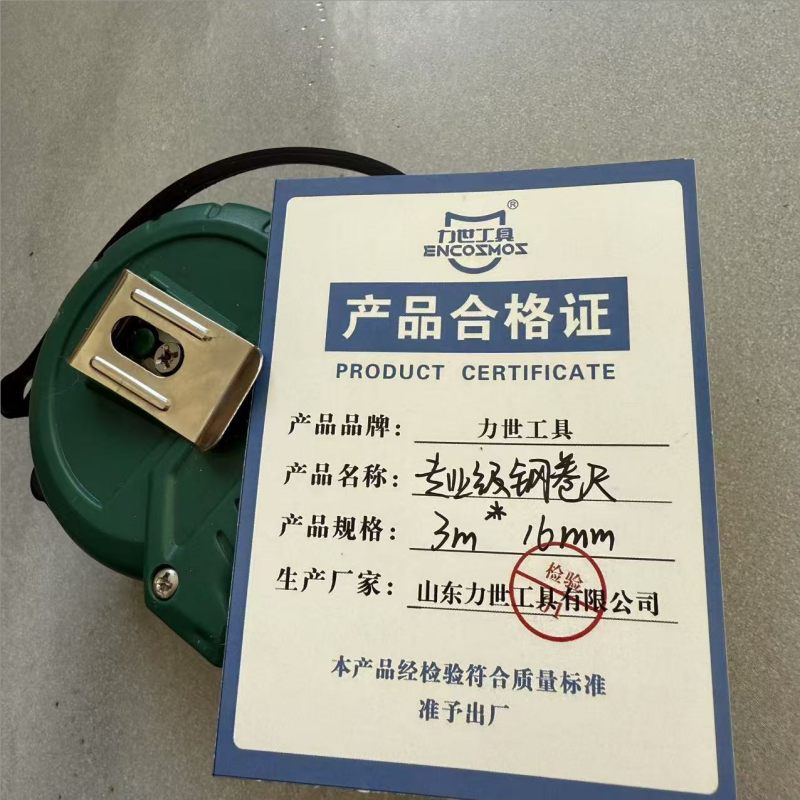 ®
力世工具
ENCOSMOS
产品合格证
PRODUCT CERTIFICATE
产品品牌: 力世工具
产品名称: 专业级钢卷尺
产品规格: 3m * 16mm
生产厂家: 山东力世工具有限公司
检验
本产品经检验符合质量标准
准予出厂